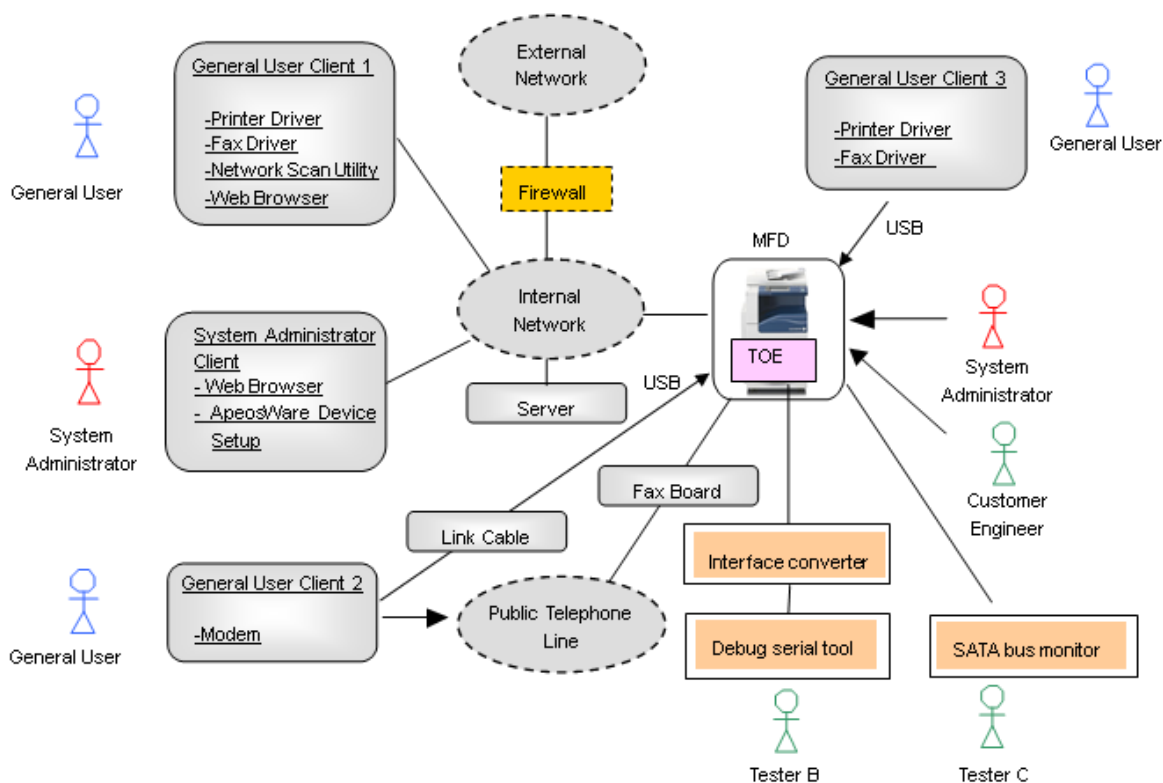 External
Network
General User Client 1
-Printer Driver
-Fax Driver
-Network Scan Utility
-Web Browser
General User
General User Client 3
-Printer Driver
-Fax Driver
General User
Firewall
USB
MFD
Internal
Network
TOE
System Administrator
Client
- Web Browser
- ApeosWare Device
Setup
System
Administrator
System
Administrator
USB
Server
Fax Board
Customer
Engineer
Link Cable
Interface converter
General User Client 2
-Modem
General User
Public Telephone
Line
Debug serial tool
SATA bus monitor
Tester B
Tester C